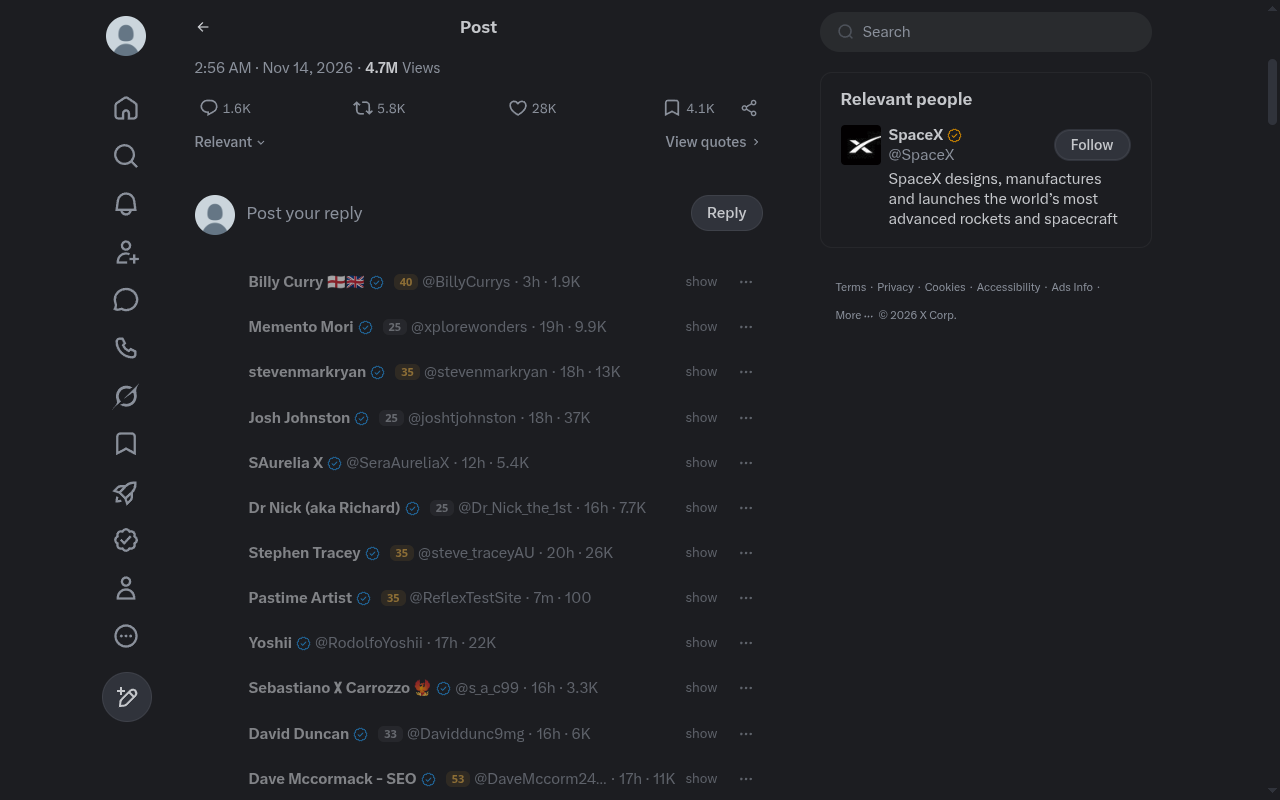 Post
2:56 AM · Nov 14, 2026 · 4.7M Views
1.6K 5.8K 28K 4.1K
Relevant View quotes
Post your reply Reply
Billy Curry 🏴󠁧󠁢󠁥󠁮󠁧󠁿🇬🇧 40 @BillyCurrys · 3h · 1.9K show
Memento Mori 25 @xplorewonders · 19h · 9.9K show
stevenmarkryan 35 @stevenmarkryan · 18h · 13K show
Josh Johnston 25 @joshtjohnston · 18h · 37K show
SAurelia X @SeraAureliaX · 12h · 5.4K show
Dr Nick (aka Richard) 25 @Dr_Nick_the_1st · 16h · 7.7K show
Stephen Tracey 35 @steve_traceyAU · 20h · 26K show
Pastime Artist 35 @ReflexTestSite · 7m · 100 show
Yoshii @RodolfoYoshii · 17h · 22K show
Sebastiano X Carrozzo 🐦‍🔥 @s_a_c99 · 16h · 3.3K show
David Duncan 33 @Daviddunc9mg · 16h · 6K show
Dave Mccormack - SEO 53 @DaveMccorm24... · 17h · 11K show
Search
Relevant people
SpaceX
@SpaceX
Follow
SpaceX designs, manufactures
and launches the world’s most
advanced rockets and spacecraft
Terms · Privacy · Cookies · Accessibility · Ads Info ·
More ··· © 2026 X Corp.